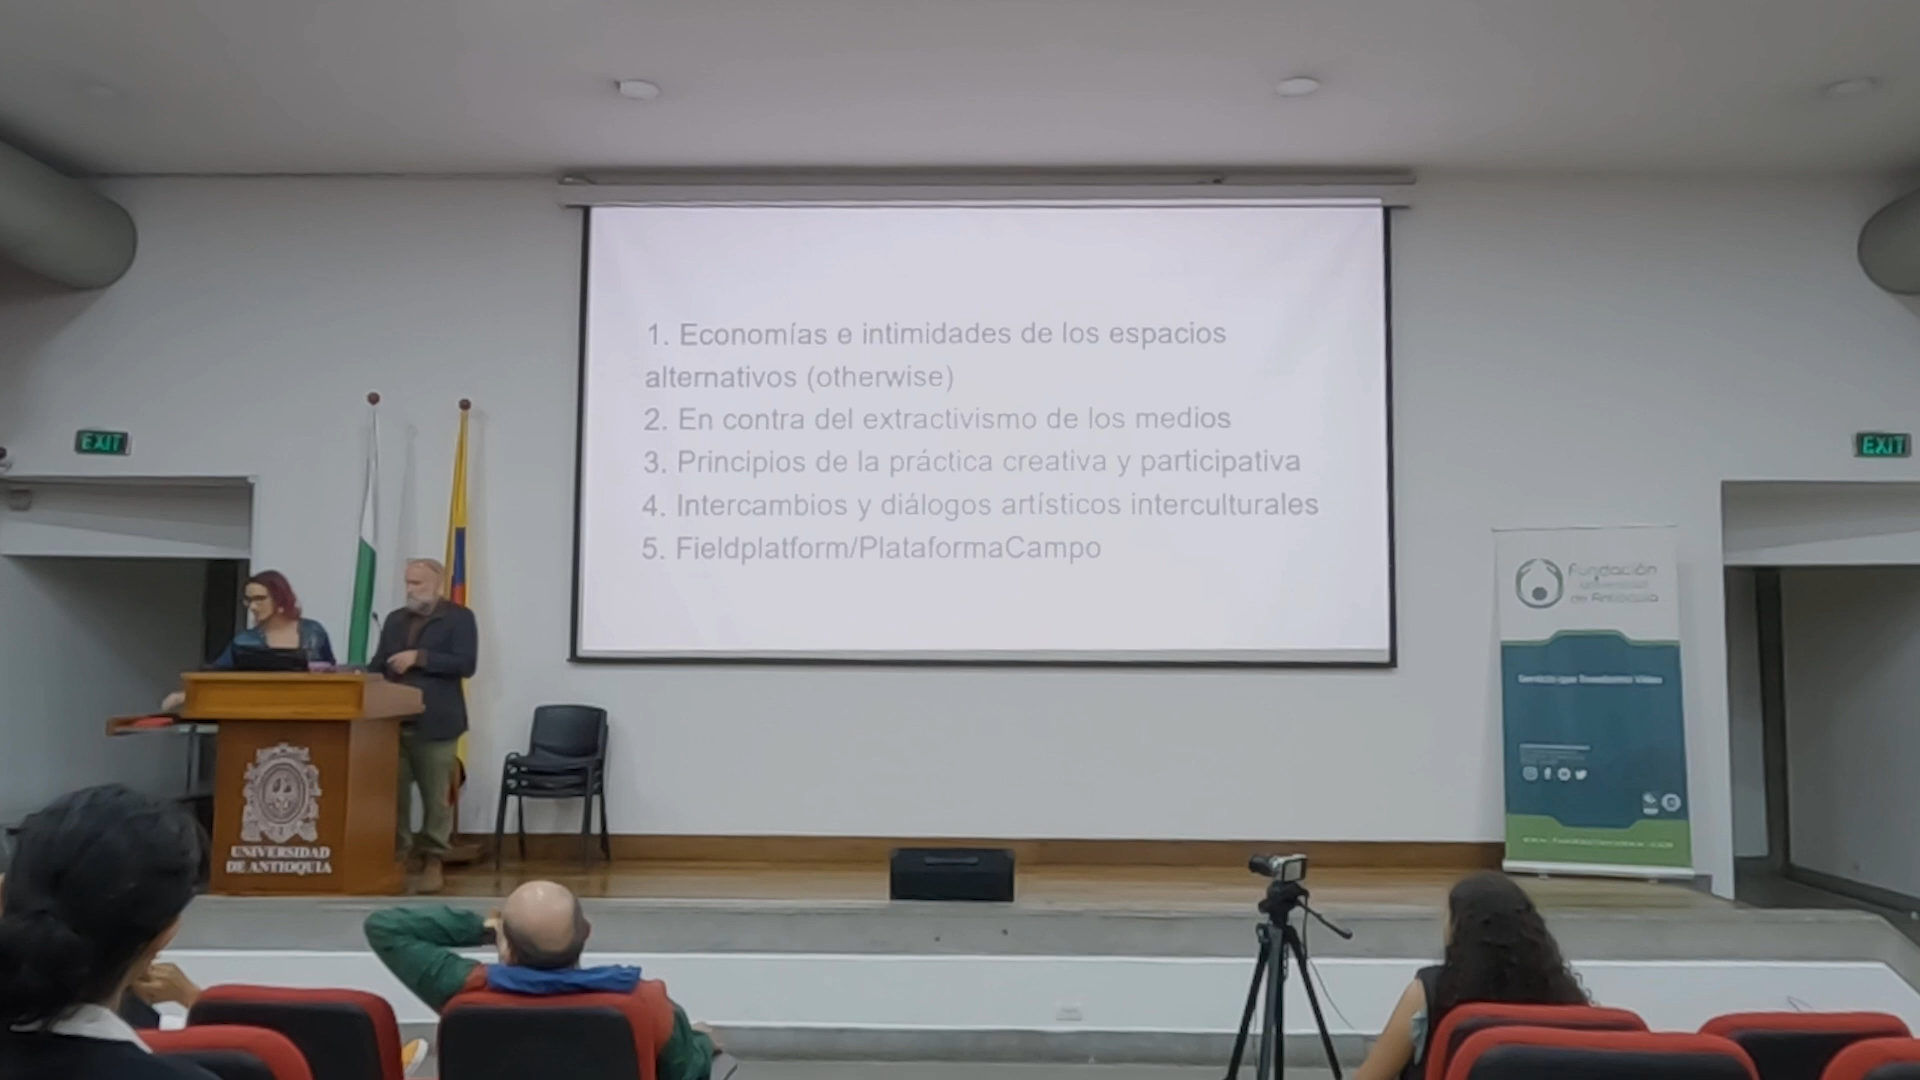 1. Economías e intimidades de los espacios
alternativos (otherwise)
2. En contra del extractivismo de los medios
3. Principios de la práctica creativa y participativa
4. Intercambios y diálogos artísticos interculturales
5. Fieldplatform/PlataformaCampo
EXIT
EXIT
Fundación
Universidad
de Antioquia
UNIVERSIDAD
DE ANTIOQUIA